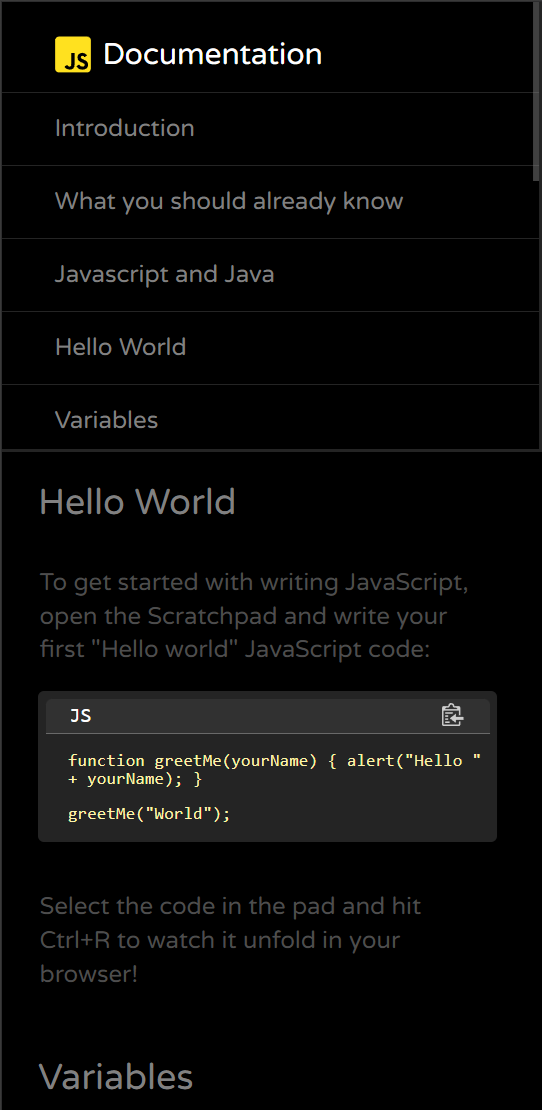 JS Documentation
Introduction
What you should already know
Javascript and Java
Hello World
Variables
Hello World
To get started with writing JavaScript,
open the Scratchpad and write your
first "Hello world" JavaScript code:
JS
function greetMe(yourName) { alert("Hello "
+ yourName); }
greetMe("World");
Select the code in the pad and hit
Ctrl+R to watch it unfold in your
browser!
Variables